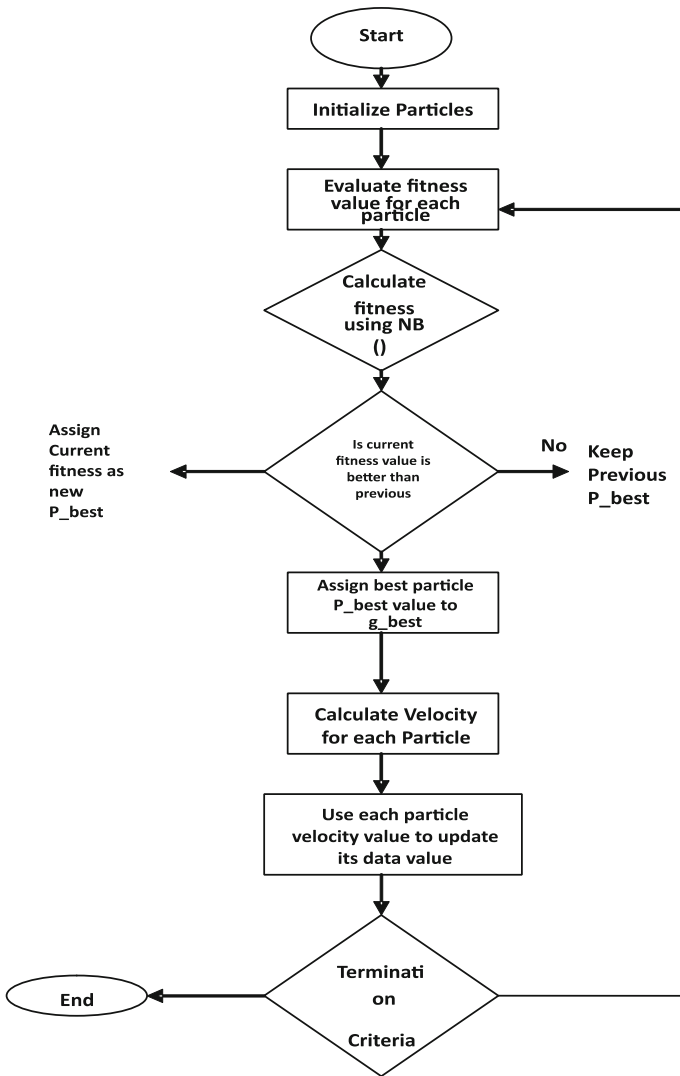 Start
Initialize Particles
Evaluate fitness
value for each
particle
Calculate
fitness
using NB
()
Is current
fitness value is
better than
previous
Assign
Current
fitness as
new
P_best
No
Keep
Previous
P_best
Assign best particle
P_best value to
g_best
Calculate Velocity
for each Particle
Use each particle
velocity value to update
its data value
Terminati
on
Criteria
End